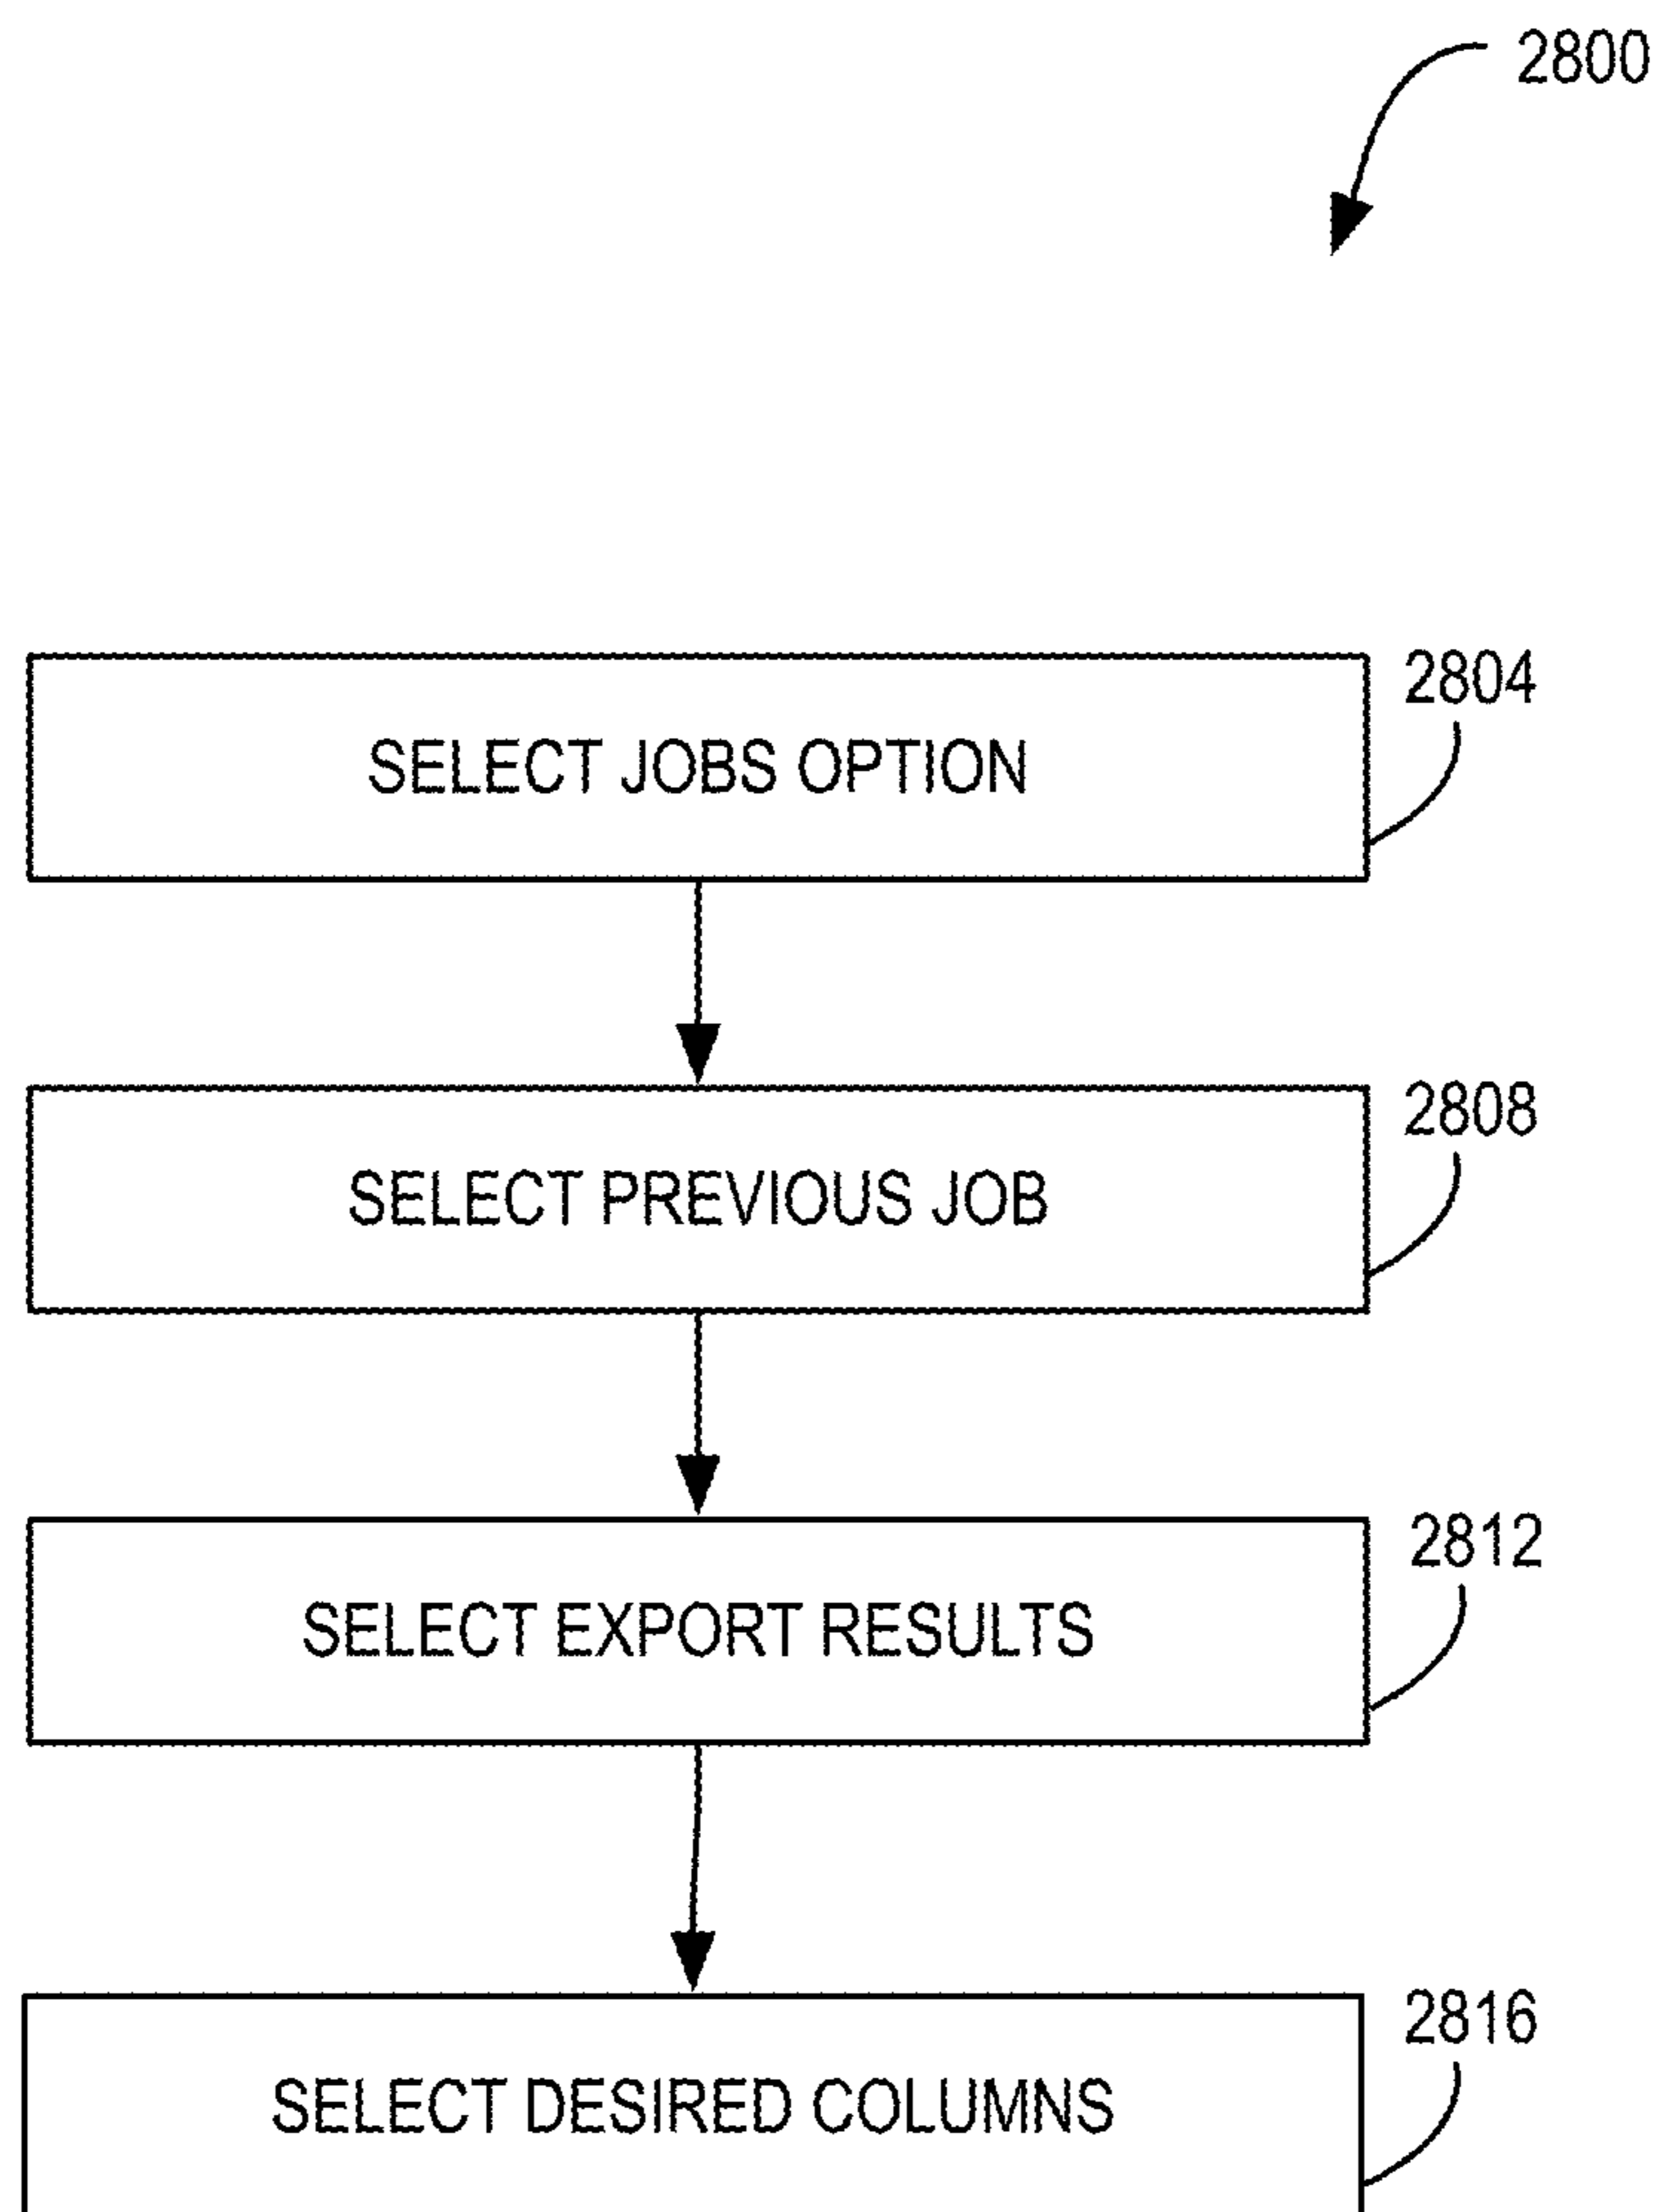 2800
SELECT JOBS OPTION
2804
SELECT PREVIOUS JOB
2808
SELECT EXPORT RESULTS
2812
SELECT DESIRED COLUMNS
2816